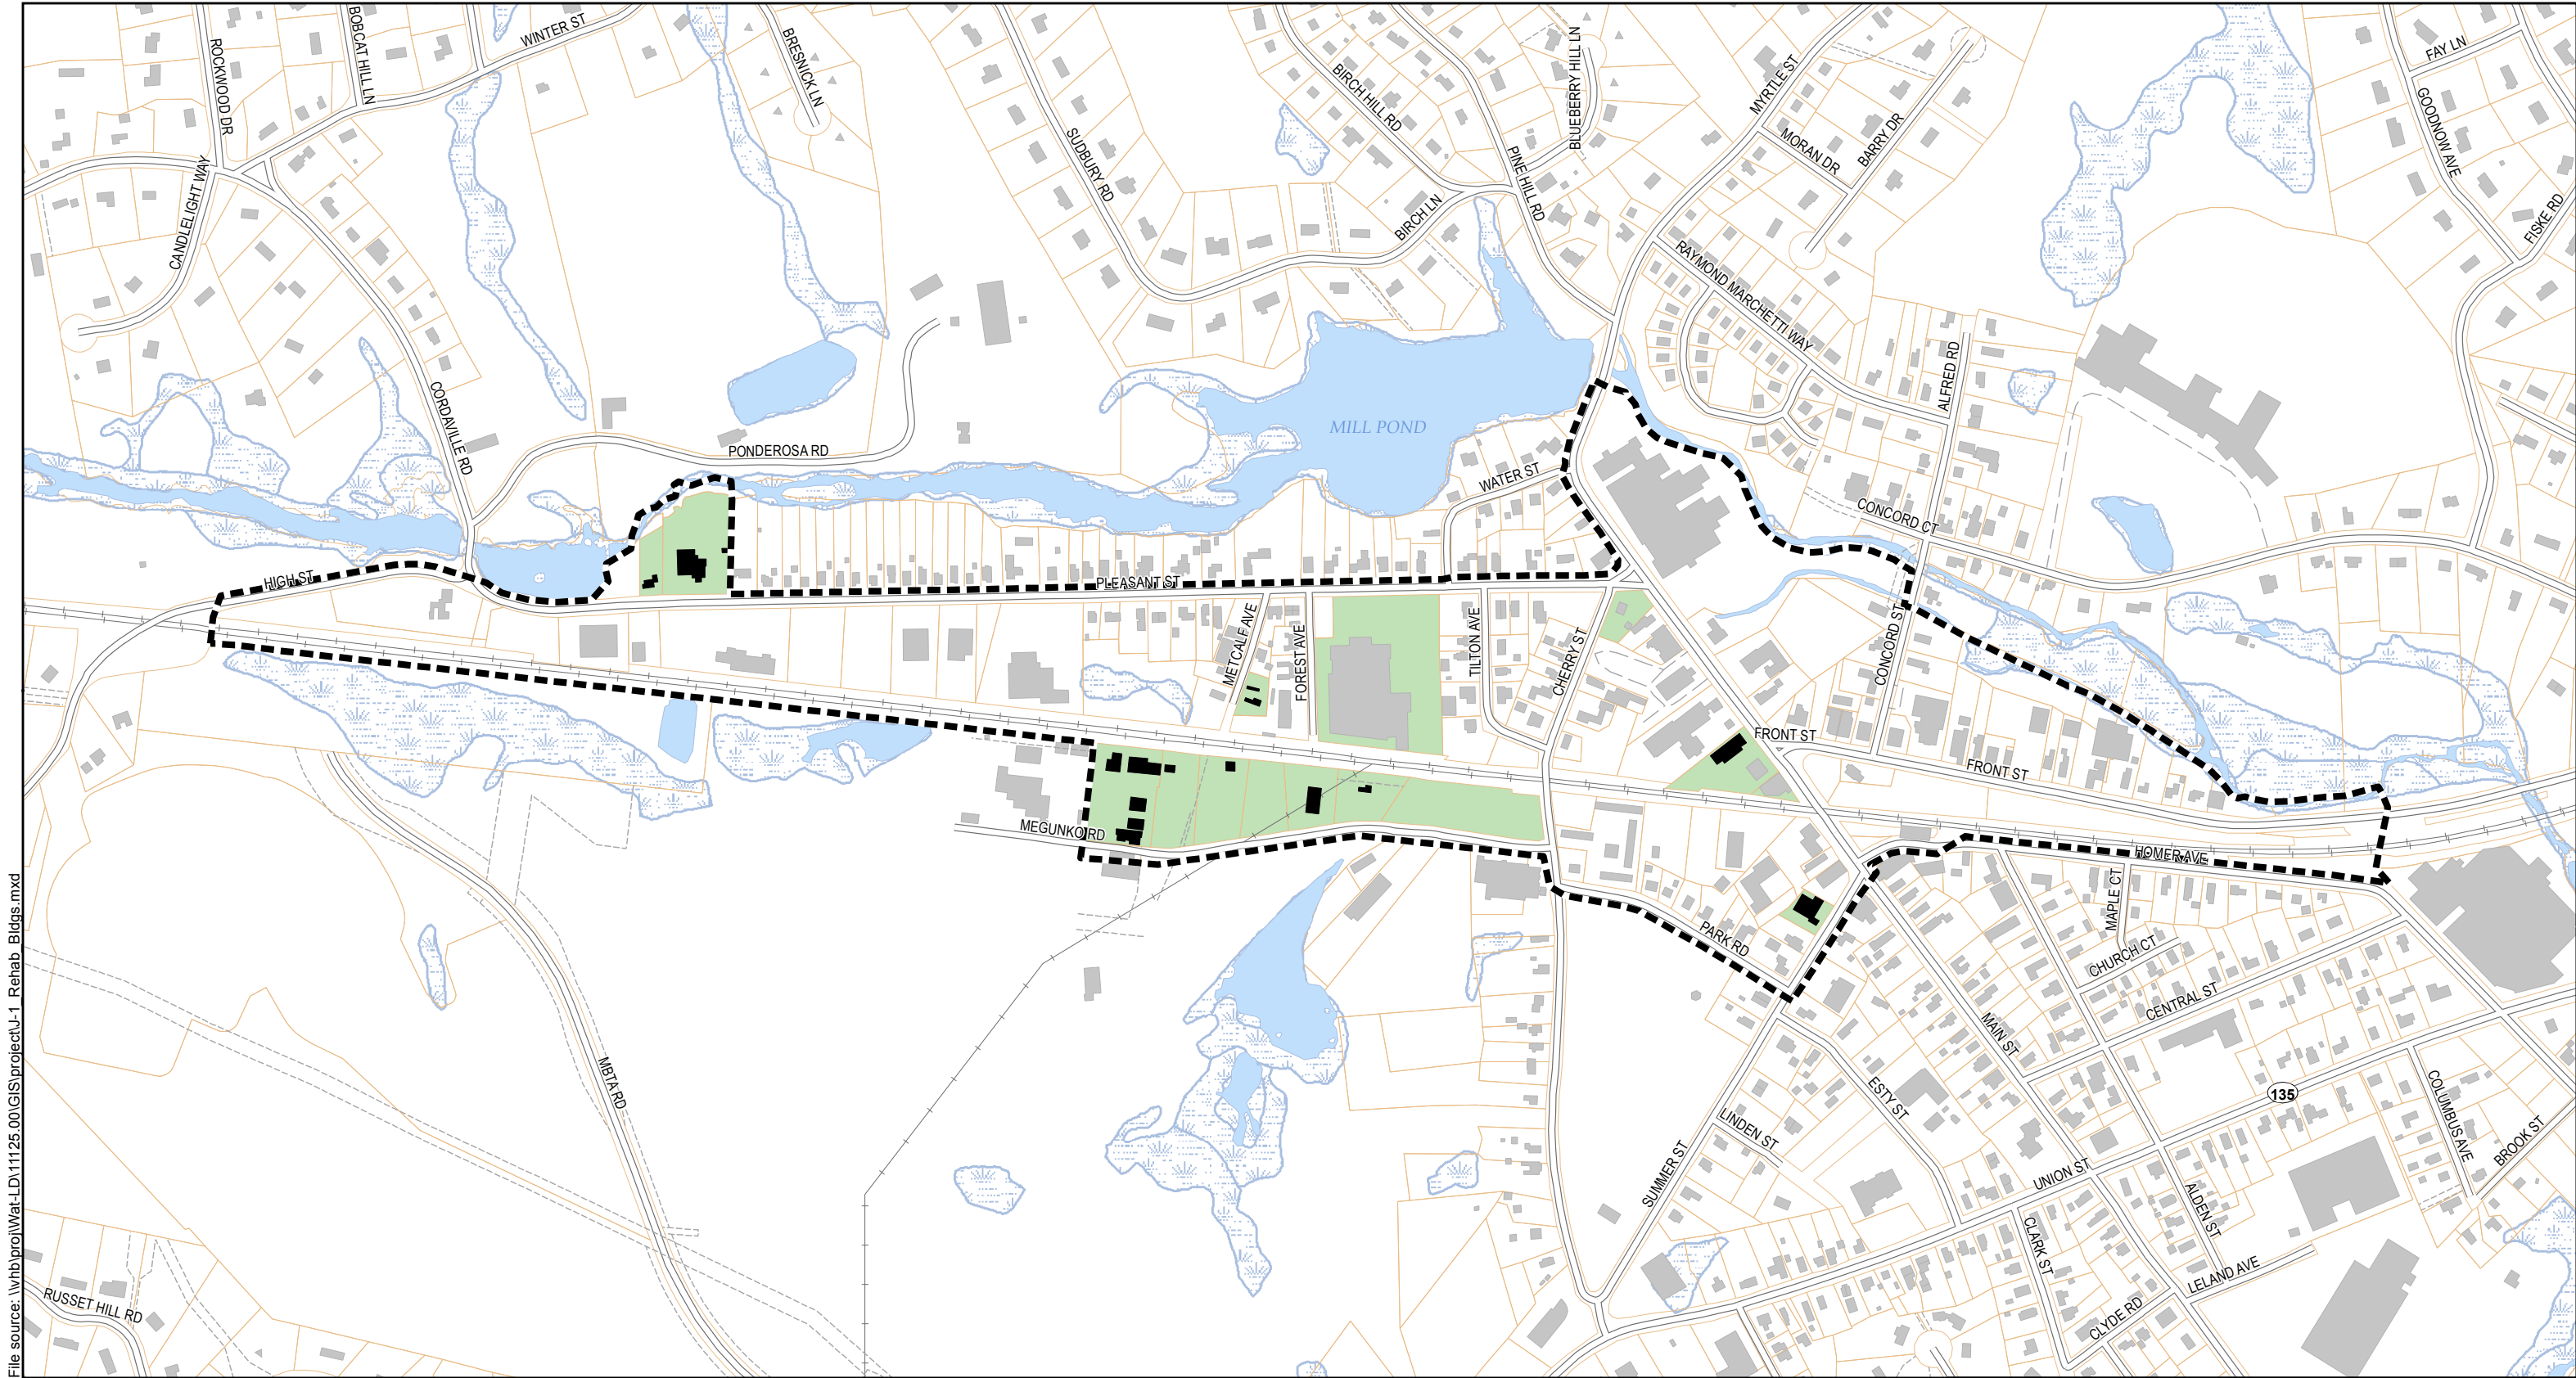 ROCKWOOD DR
BOBCAT HILL LN
WINTER ST
BRESNICK LN
SUDBURY RD
BIRCH HILL RD
BLUEBERRY HILL LN
PINE HILL RD
MYRTLE ST
MORAN DR
BARRY DR
FAY LN
GOODNOW AVE
FISKE RD
CANDLELIGHT WAY
BIRCH LN
RAYMOND MARCHETTI WAY
ALFRED RD
CORDAVILLE RD
PONDEROSA RD
MILL POND
WATER ST
CONCORD CT
HIGH ST
PLEASANT ST
METCALF AVE
FOREST AVE
TILTON AVE
CHERRY ST
CONCORD ST
FRONT ST
FRONT ST
MEGUNKO RD
HOMER AVE
MAPLE CT
CHURCH CT
PARK RD
CENTRAL ST
MAIN ST
MBTA RD
ESTY ST
135
COLUMBUS AVE
BROOK ST
LINDEN ST
SUMMER ST
UNION ST
ALDEN ST
CLARK ST
LELAND AVE
CLYDE RD
RUSSET HILL RD
File source: \\vhb\proj\Wat-LD\11125.00\GIS\project\J-1_Rehab_Bldgs.mxd